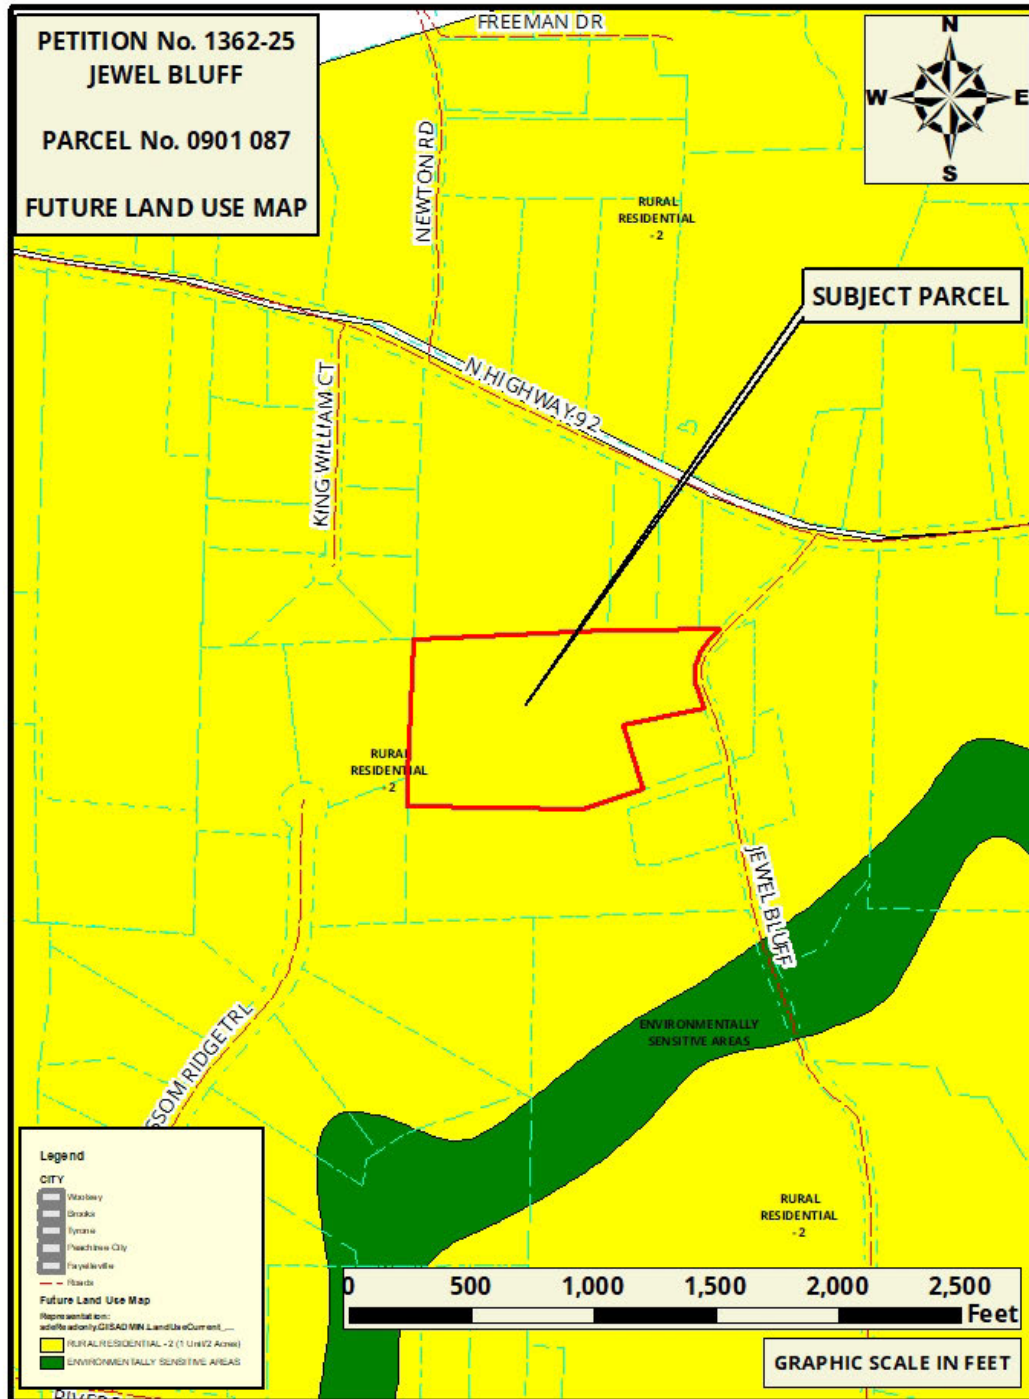 PETITION No. 1362-25
JEWEL BLUFF
PARCEL No. 0901 087
FUTURE LAND USE MAP
FREEMAN DR
N
W
E
S
NEWTON RD
RURAL
RESIDENTIAL
- 2
SUBJECT PARCEL
N HIGHWAY 92
KING WILLIAM CT
RURAL
RESIDENTIAL
- 2
JEWEL BLUFF
ENVIRONMENTALLY
SENSITIVE AREAS
SSOM RIDGE TRL
RURAL
RESIDENTIAL
- 2
Legend
CITY
Woolsey
Brooks
Tyrone
Peachtree City
Fayetteville
Roads
Future Land Use Map
Representation:
sdeReadonly.GISADMIN.LandUseCurrent_...
RURAL RESIDENTIAL - 2 (1 Unit/2 Acres)
ENVIRONMENTALLY SENSITIVE AREAS
0 500 1,000 1,500 2,000 2,500
Feet
GRAPHIC SCALE IN FEET